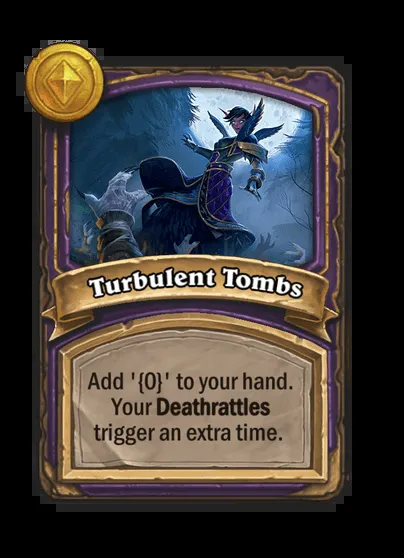 Turbulent Tombs
Add '{0}' to your hand.
Your Deathrattles
trigger an extra time.